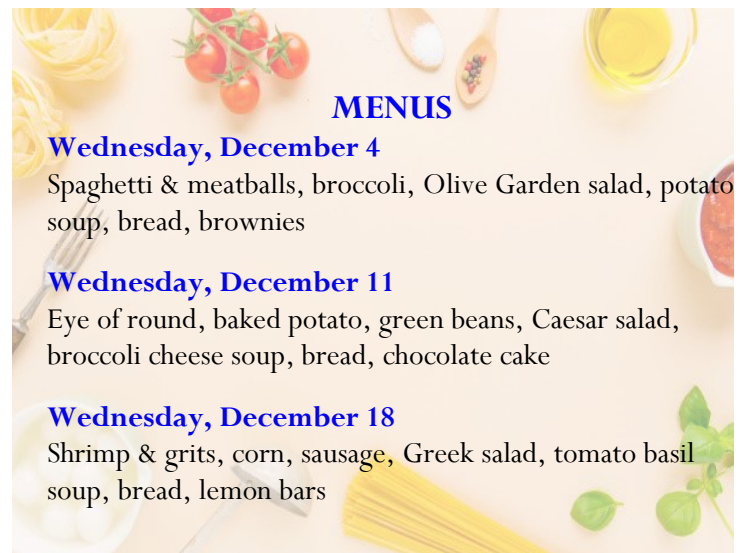 MENUS
Wednesday, December 4
Spaghetti & meatballs, broccoli, Olive Garden salad, potato
soup, bread, brownies
Wednesday, December 11
Eye of round, baked potato, green beans, Caesar salad,
broccoli cheese soup, bread, chocolate cake
Wednesday, December 18
Shrimp & grits, corn, sausage, Greek salad, tomato basil
soup, bread, lemon bars